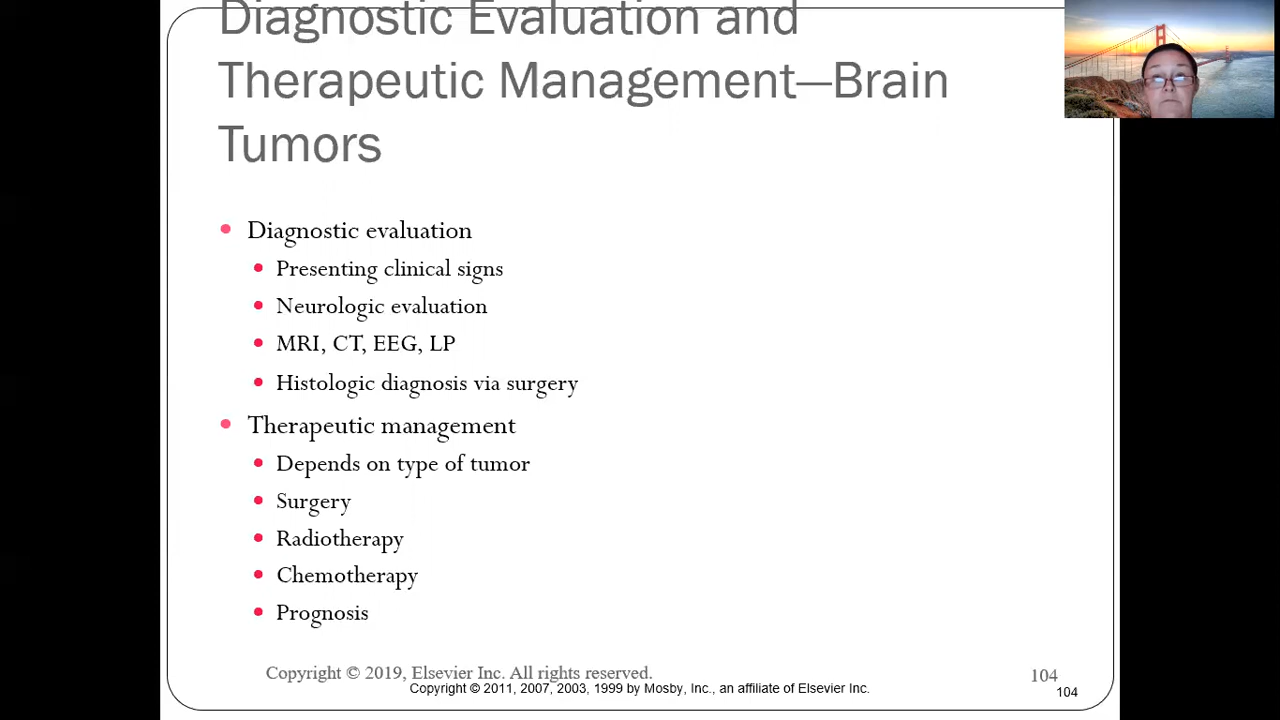 Diagnostic Evaluation and
Therapeutic Management—Brain
Tumors
Diagnostic evaluation
Presenting clinical signs
Neurologic evaluation
MRI, CT, EEG, LP
Histologic diagnosis via surgery
Therapeutic management
Depends on type of tumor
Surgery
Radiotherapy
Chemotherapy
Prognosis
Copyright © 2019, Elsevier Inc. All rights reserved.
104
Copyright © 2011, 2007, 2003, 1999 by Mosby, Inc., an affiliate of Elsevier Inc.
104